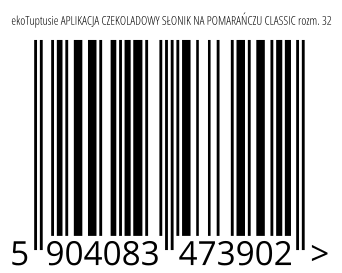 ekoTuptusie APLIKACJA CZEKOLADOWY SŁONIK NA POMARAŃCZU CLASSIC rozm. 32
5 904083 473902 >